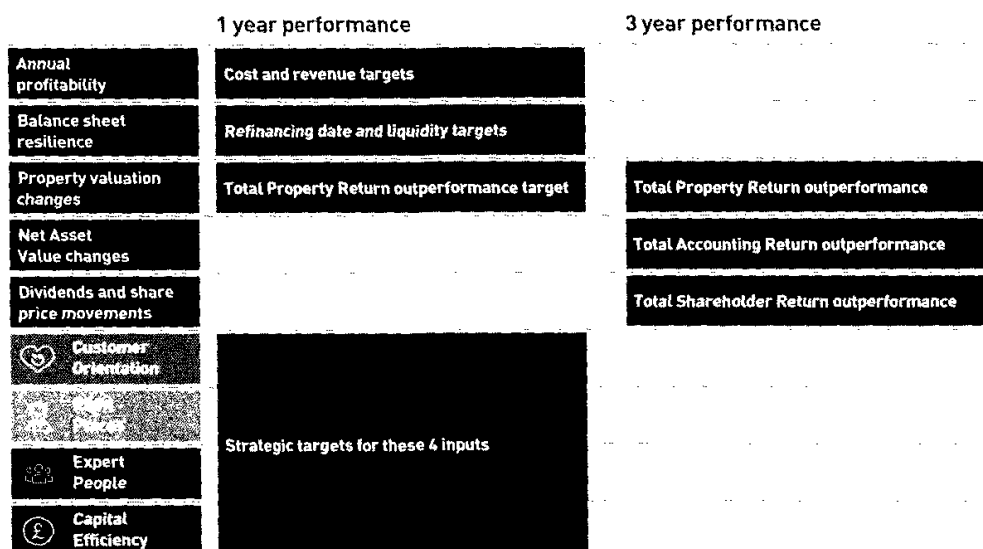 1 year performance
3 year performance
Annual
profitability
Cost and revenue targets
Balance sheet
resilience
Refinancing date and liquidity targets
Property valuation
changes
Total Property Return outperformance target
Total Property Return outperformance
Net Asset
Value changes
Total Accounting Return outperformance
Dividends and share
price movements
Total Shareholder Return outperformance
Customer
Orientation
Strategic targets for these 4 inputs
Expert
People
Capital
Efficiency